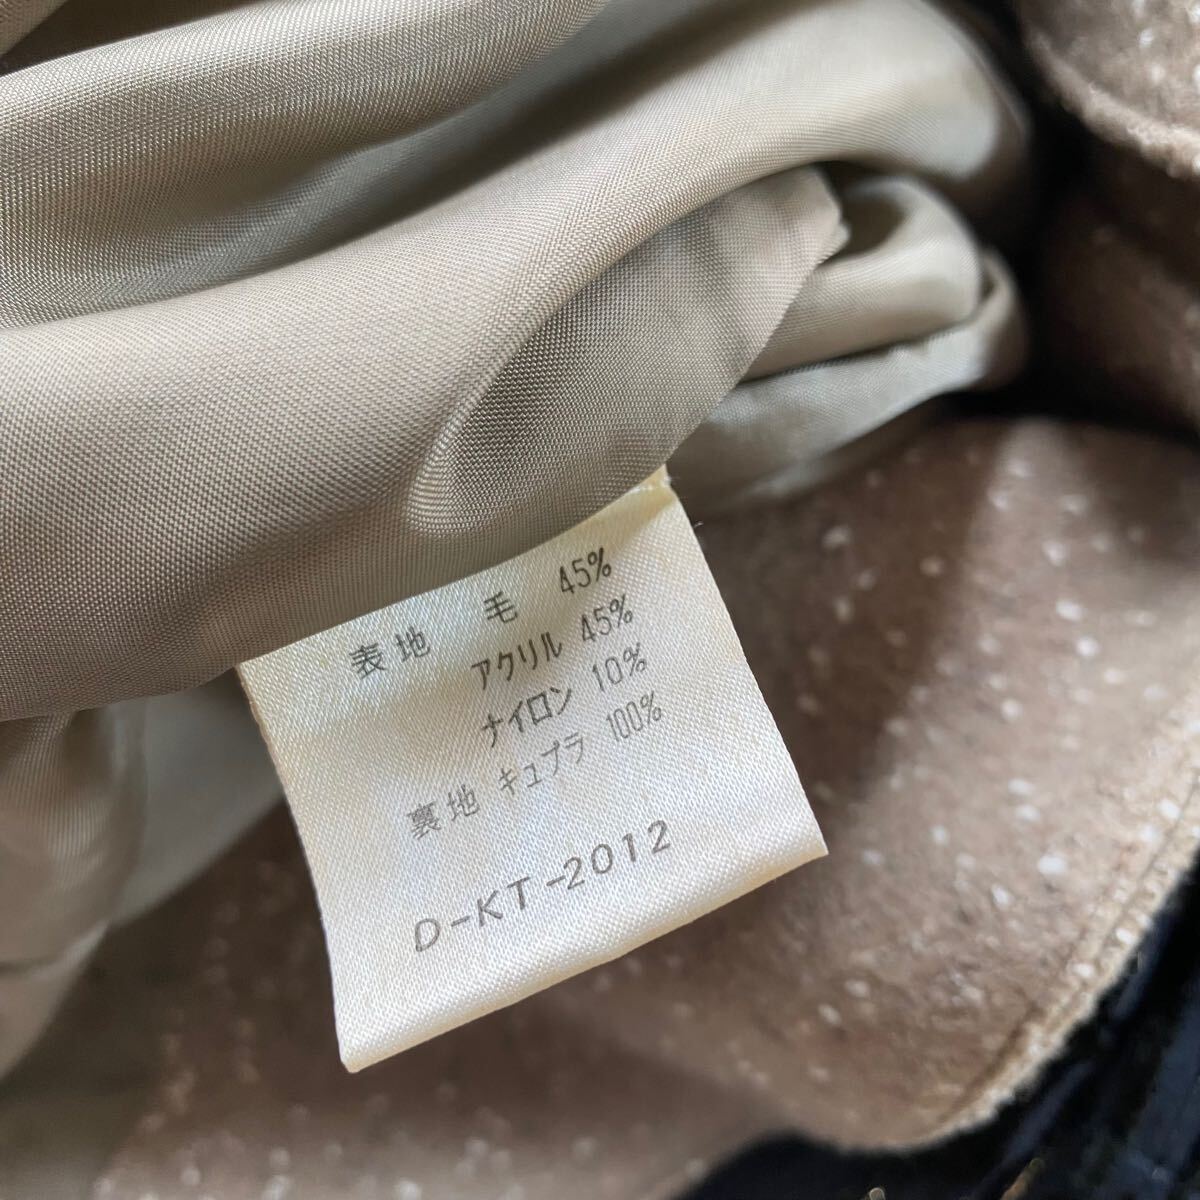 表地 毛 45%
アクリル 45%
ナイロン 10%
裏地 キュプラ 100%
D-KT-2012